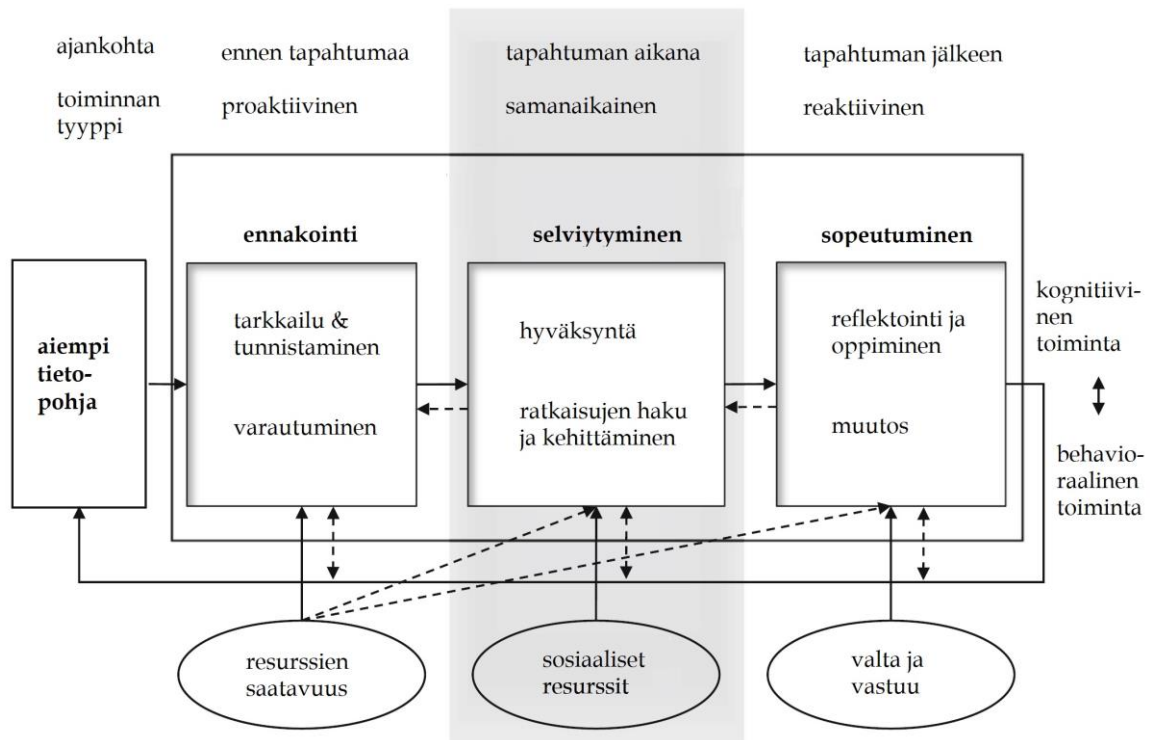 ajankohta
ennen tapahtumaa
tapahtuman aikana
tapahtuman jälkeen
toiminnan
tyyppi
proaktiivinen
samanaikainen
reaktiivinen
aiempi
tieto-
pohja
ennakointi
tarkkailu &
tunnistaminen
varautuminen
selviytyminen
hyväksyntä
ratkaisujen haku
ja kehittäminen
sopeutuminen
reflektointi ja
oppiminen
muutos
kognitiivi-
nen
toiminta
behavio-
raalinen
toiminta
resurssien
saatavuus
sosiaaliset
resurssit
valta ja
vastuu